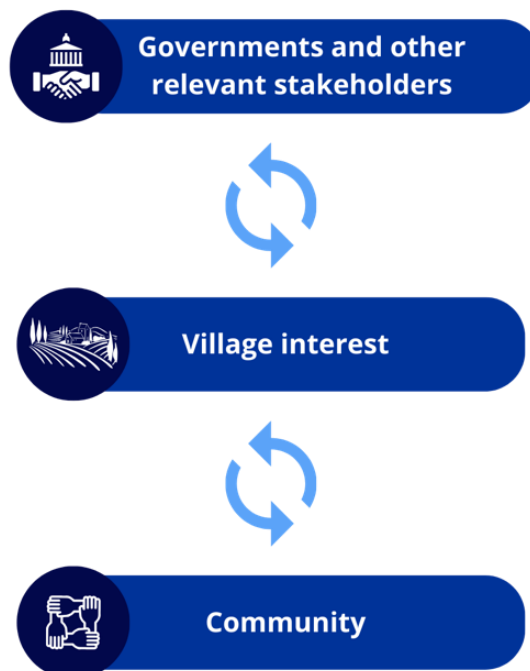 Governments and other
relevant stakeholders
Village interest
Community